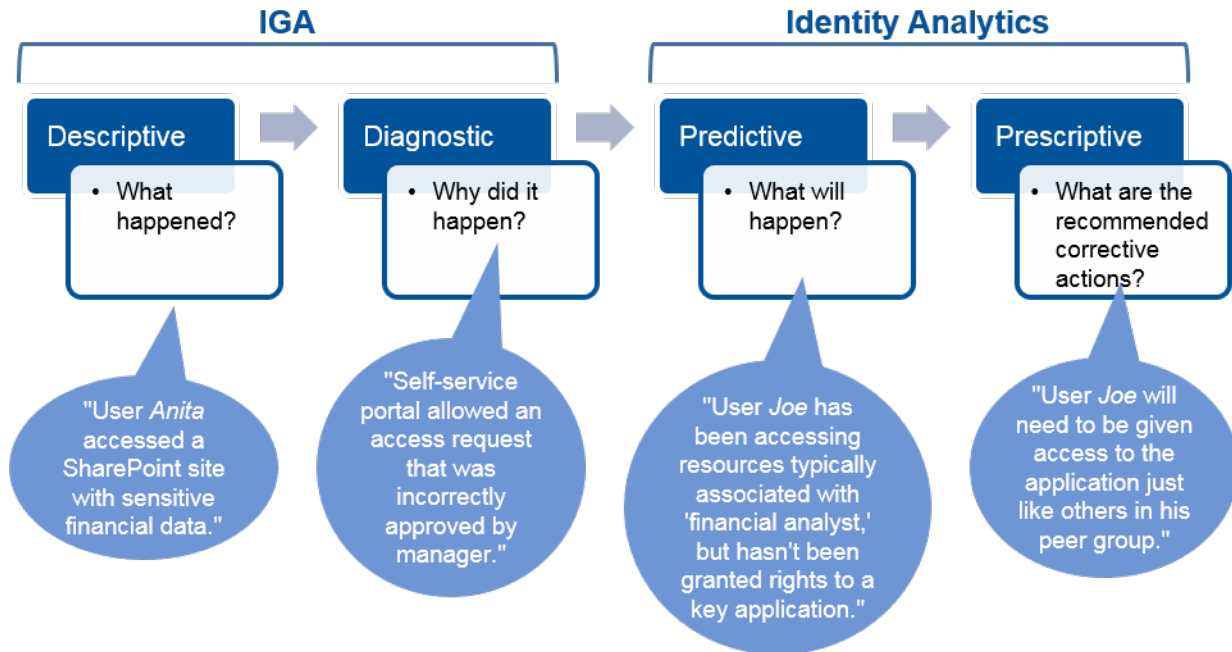 IGA
Identity Analytics
Descriptive
• What
happened?
Diagnostic
• Why did it
happen?
Predictive
• What will
happen?
Prescriptive
• What are the
recommended
corrective
actions?
"User Anita
accessed a
SharePoint site
with sensitive
financial data."
"Self-service
portal allowed an
access request
that was
incorrectly
approved by
manager."
"User Joe has
been accessing
resources typically
associated with
'financial analyst,'
but hasn't been
granted rights to a
key application."
"User Joe will
need to be given
access to the
application just
like others in his
peer group."